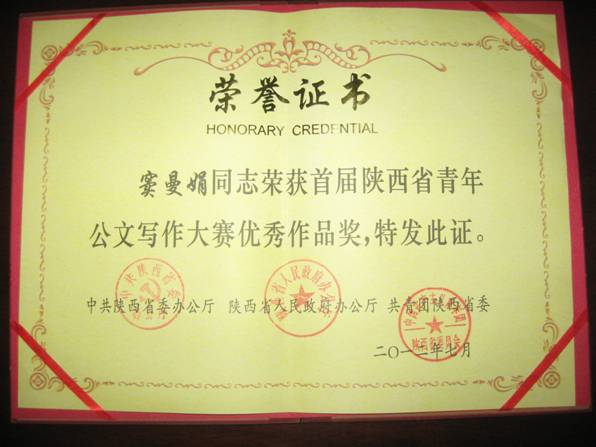 荣誉证书
HONORARY CREDENTIAL
窦曼娟同志荣获首届陕西省青年
公文写作大赛优秀作品奖，特发此证。
中共陕西省委办公厅 陕西省人民政府办公厅 共青团陕西省委
二〇一二年七月